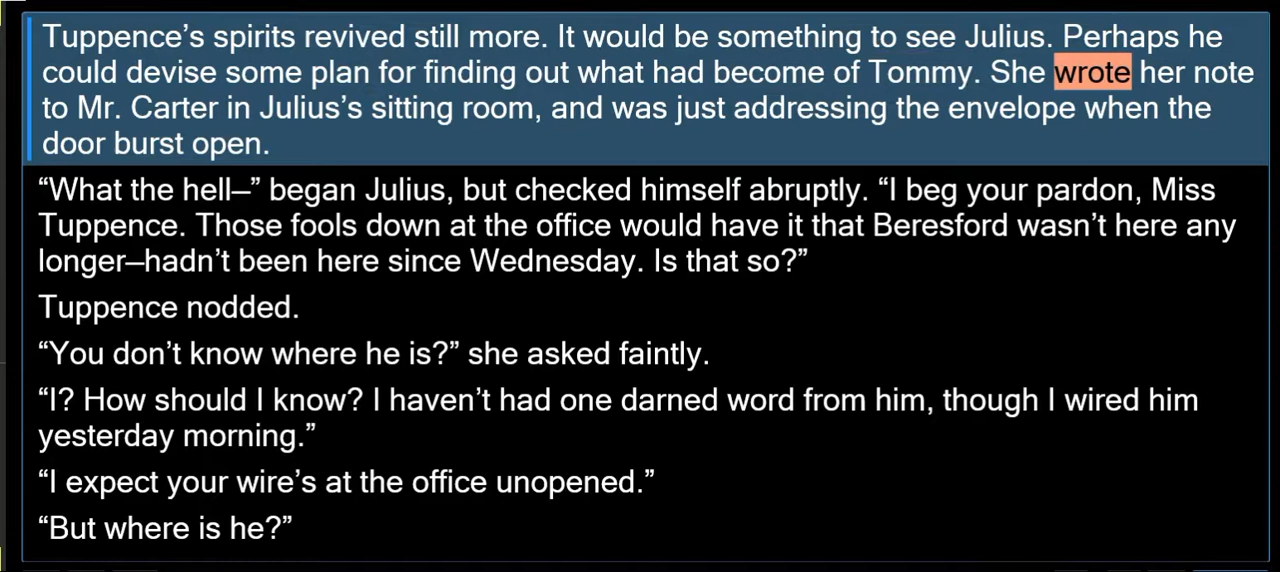 Tuppence’s spirits revived still more. It would be something to see Julius. Perhaps he
could devise some plan for finding out what had become of Tommy. She wrote her note
to Mr. Carter in Julius’s sitting room, and was just addressing the envelope when the
door burst open.
“What the hell—” began Julius, but checked himself abruptly. “I beg your pardon, Miss
Tuppence. Those fools down at the office would have it that Beresford wasn’t here any
longer—hadn’t been here since Wednesday. Is that so?”
Tuppence nodded.
“You don’t know where he is?” she asked faintly.
“I? How should I know? I haven’t had one darned word from him, though I wired him
yesterday morning.”
“I expect your wire’s at the office unopened.”
“But where is he?”